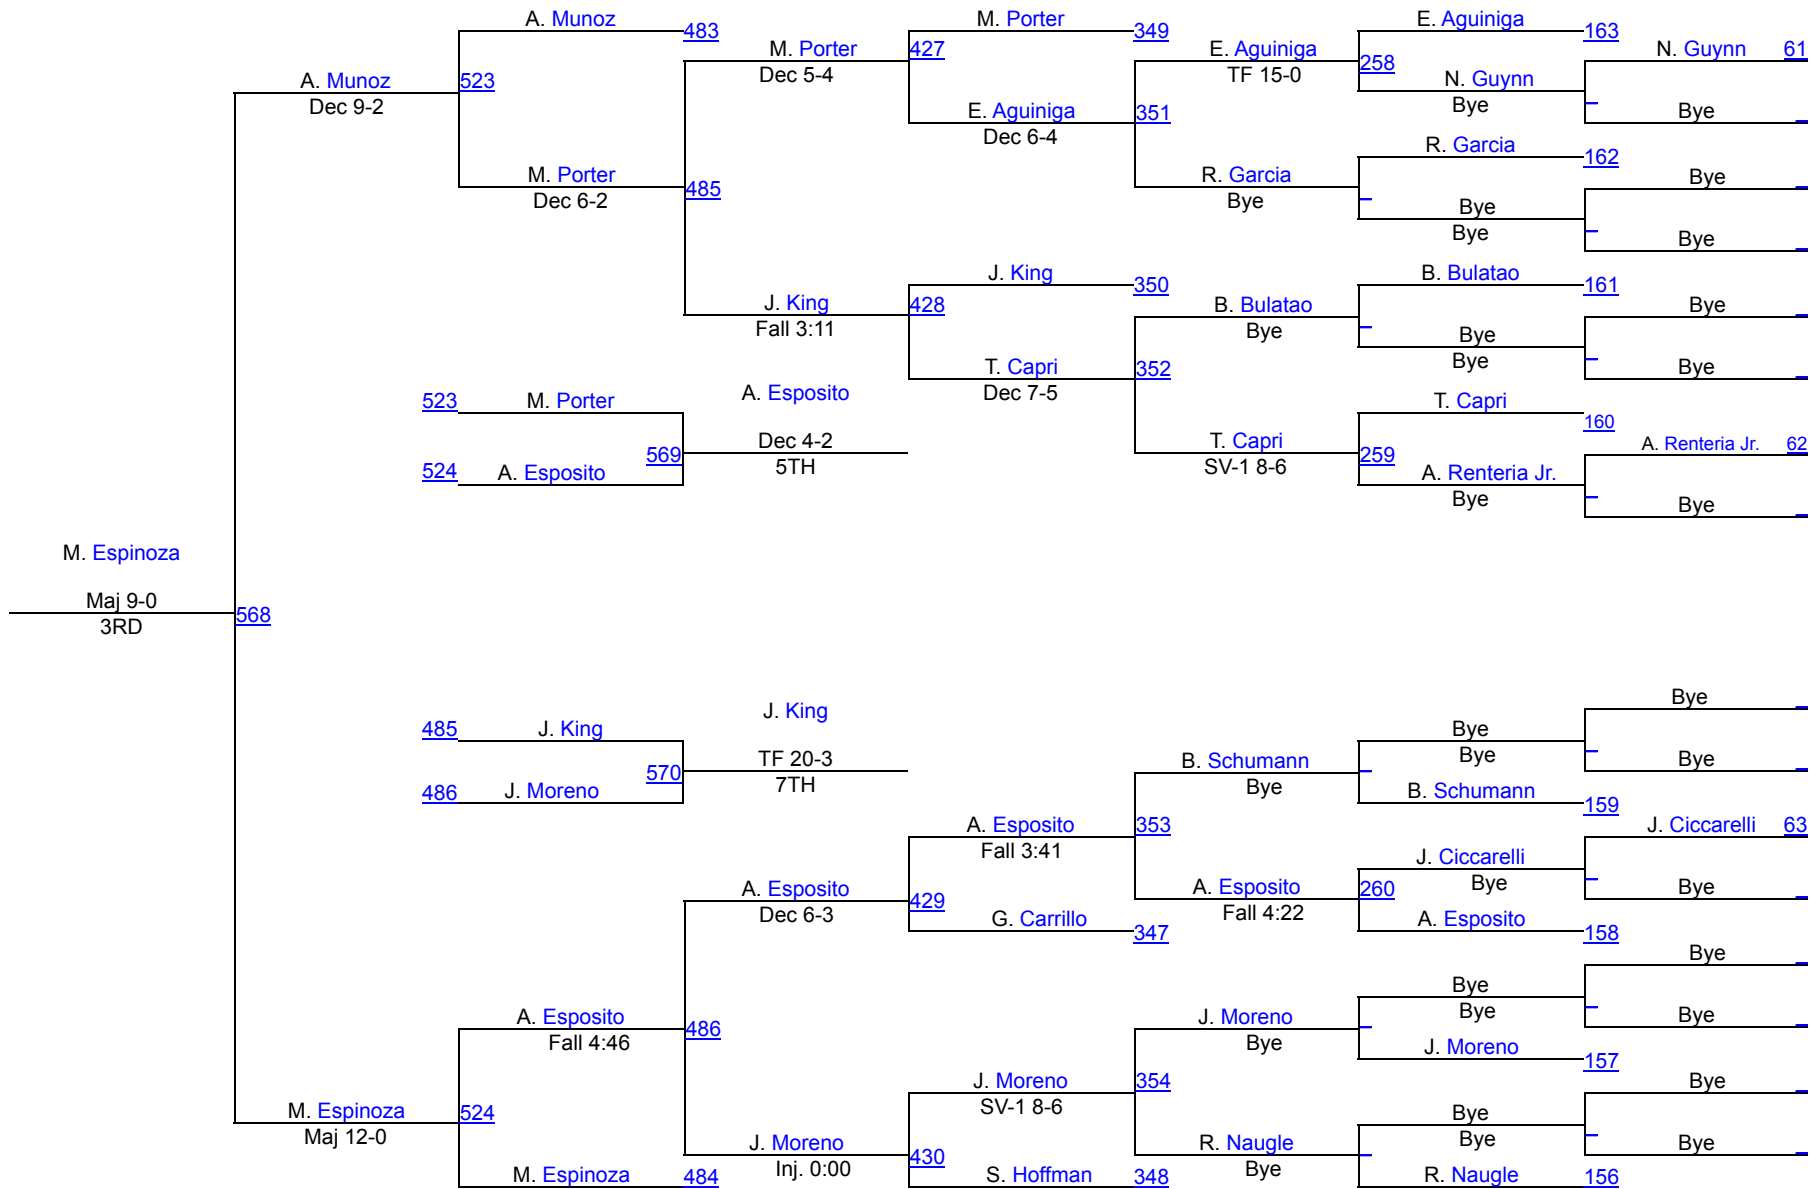 A. Munoz
483
M. Porter
349
E. Aguiniga
163
M. Porter
427
E. Aguiniga
N. Guynn
61
Dec 5-4
TF 15-0
258
A. Munoz
523
N. Guynn
Dec 9-2
Bye
Bye
E. Aguiniga
351
Dec 6-4
R. Garcia
162
M. Porter
485
R. Garcia
Bye
Dec 6-2
Bye
Bye
Bye
Bye
J. King
350
B. Bulatao
161
J. King
428
B. Bulatao
Bye
Fall 3:11
Bye
Bye
Bye
T. Capri
352
Bye
Dec 7-5
A. Esposito
523
M. Porter
T. Capri
160
Dec 4-2
T. Capri
A. Renteria Jr.
62
569
5TH
SV-1 8-6
259
524
A. Esposito
A. Renteria Jr.
Bye
Bye
M. Espinoza
Maj 9-0
568
3RD
Bye
J. King
485
J. King
Bye
TF 20-3
B. Schumann
Bye
Bye
570
7TH
Bye
486
J. Moreno
B. Schumann
159
A. Esposito
353
J. Ciccarelli
63
Fall 3:41
J. Ciccarelli
A. Esposito
429
A. Esposito
260
Bye
Bye
Dec 6-3
Fall 4:22
G. Carrillo
347
A. Esposito
158
Bye
Bye
A. Esposito
486
J. Moreno
Bye
Bye
Fall 4:46
Bye
J. Moreno
157
J. Moreno
354
Bye
SV-1 8-6
M. Espinoza
524
Bye
Maj 12-0
Bye
J. Moreno
430
R. Naugle
Bye
Inj. 0:00
Bye
M. Espinoza
484
S. Hoffman
348
R. Naugle
156